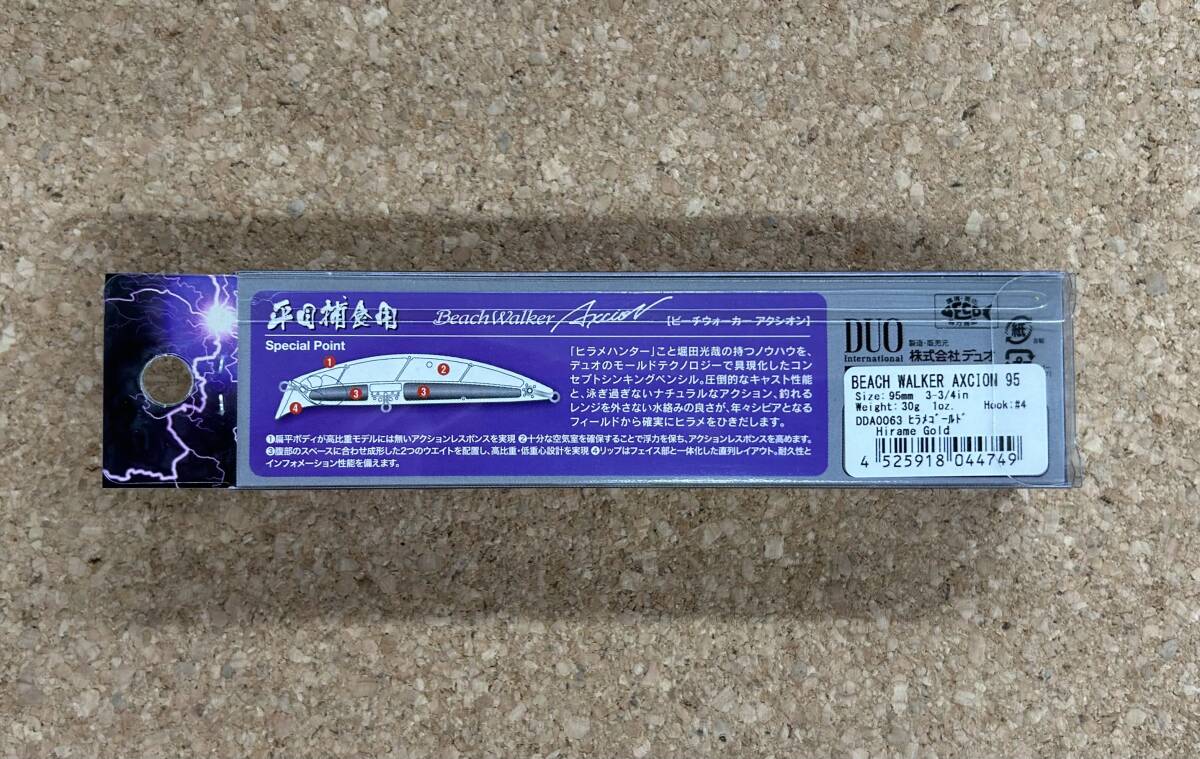 平目捕食用
Beach Walker Axcion
【ビーチウォーカー アクシオン】
Special Point
1
2
3
3
4
「ヒラメハンター」こと堀田光哉の持つノウハウを、
デュオのモールドテクノロジーで具現化したコン
セプトシンキングペンシル。圧倒的なキャスト性能
と、泳ぎ過ぎないナチュラルなアクション、釣れる
レンジを外さない水絡みの良さが、年々シビアとなる
フィールドから確実にヒラメをひきだします。
❶扁平ボディが高比重モデルには無いアクションレスポンスを実現 ❷十分な空気室を確保することで浮力を保ち、アクションレスポンスを高めます。
❸腹部のスペースに合わせ成形した2つのウエイトを配置し、高比重・低重心設計を実現 ❹リップはフェイス部と一体化した直列レイアウト。耐久性と
インフォメーション性能を備えます。
DUO
International
製造・販売元
株式会社デュオ
紙
BEACH WALKER AXCION 95
Size: 95mm 3-3/4in
Weight: 30g 1oz. Hook:#4
DDA0063 ヒラメゴールド
Hirame Gold
4 525918 044749